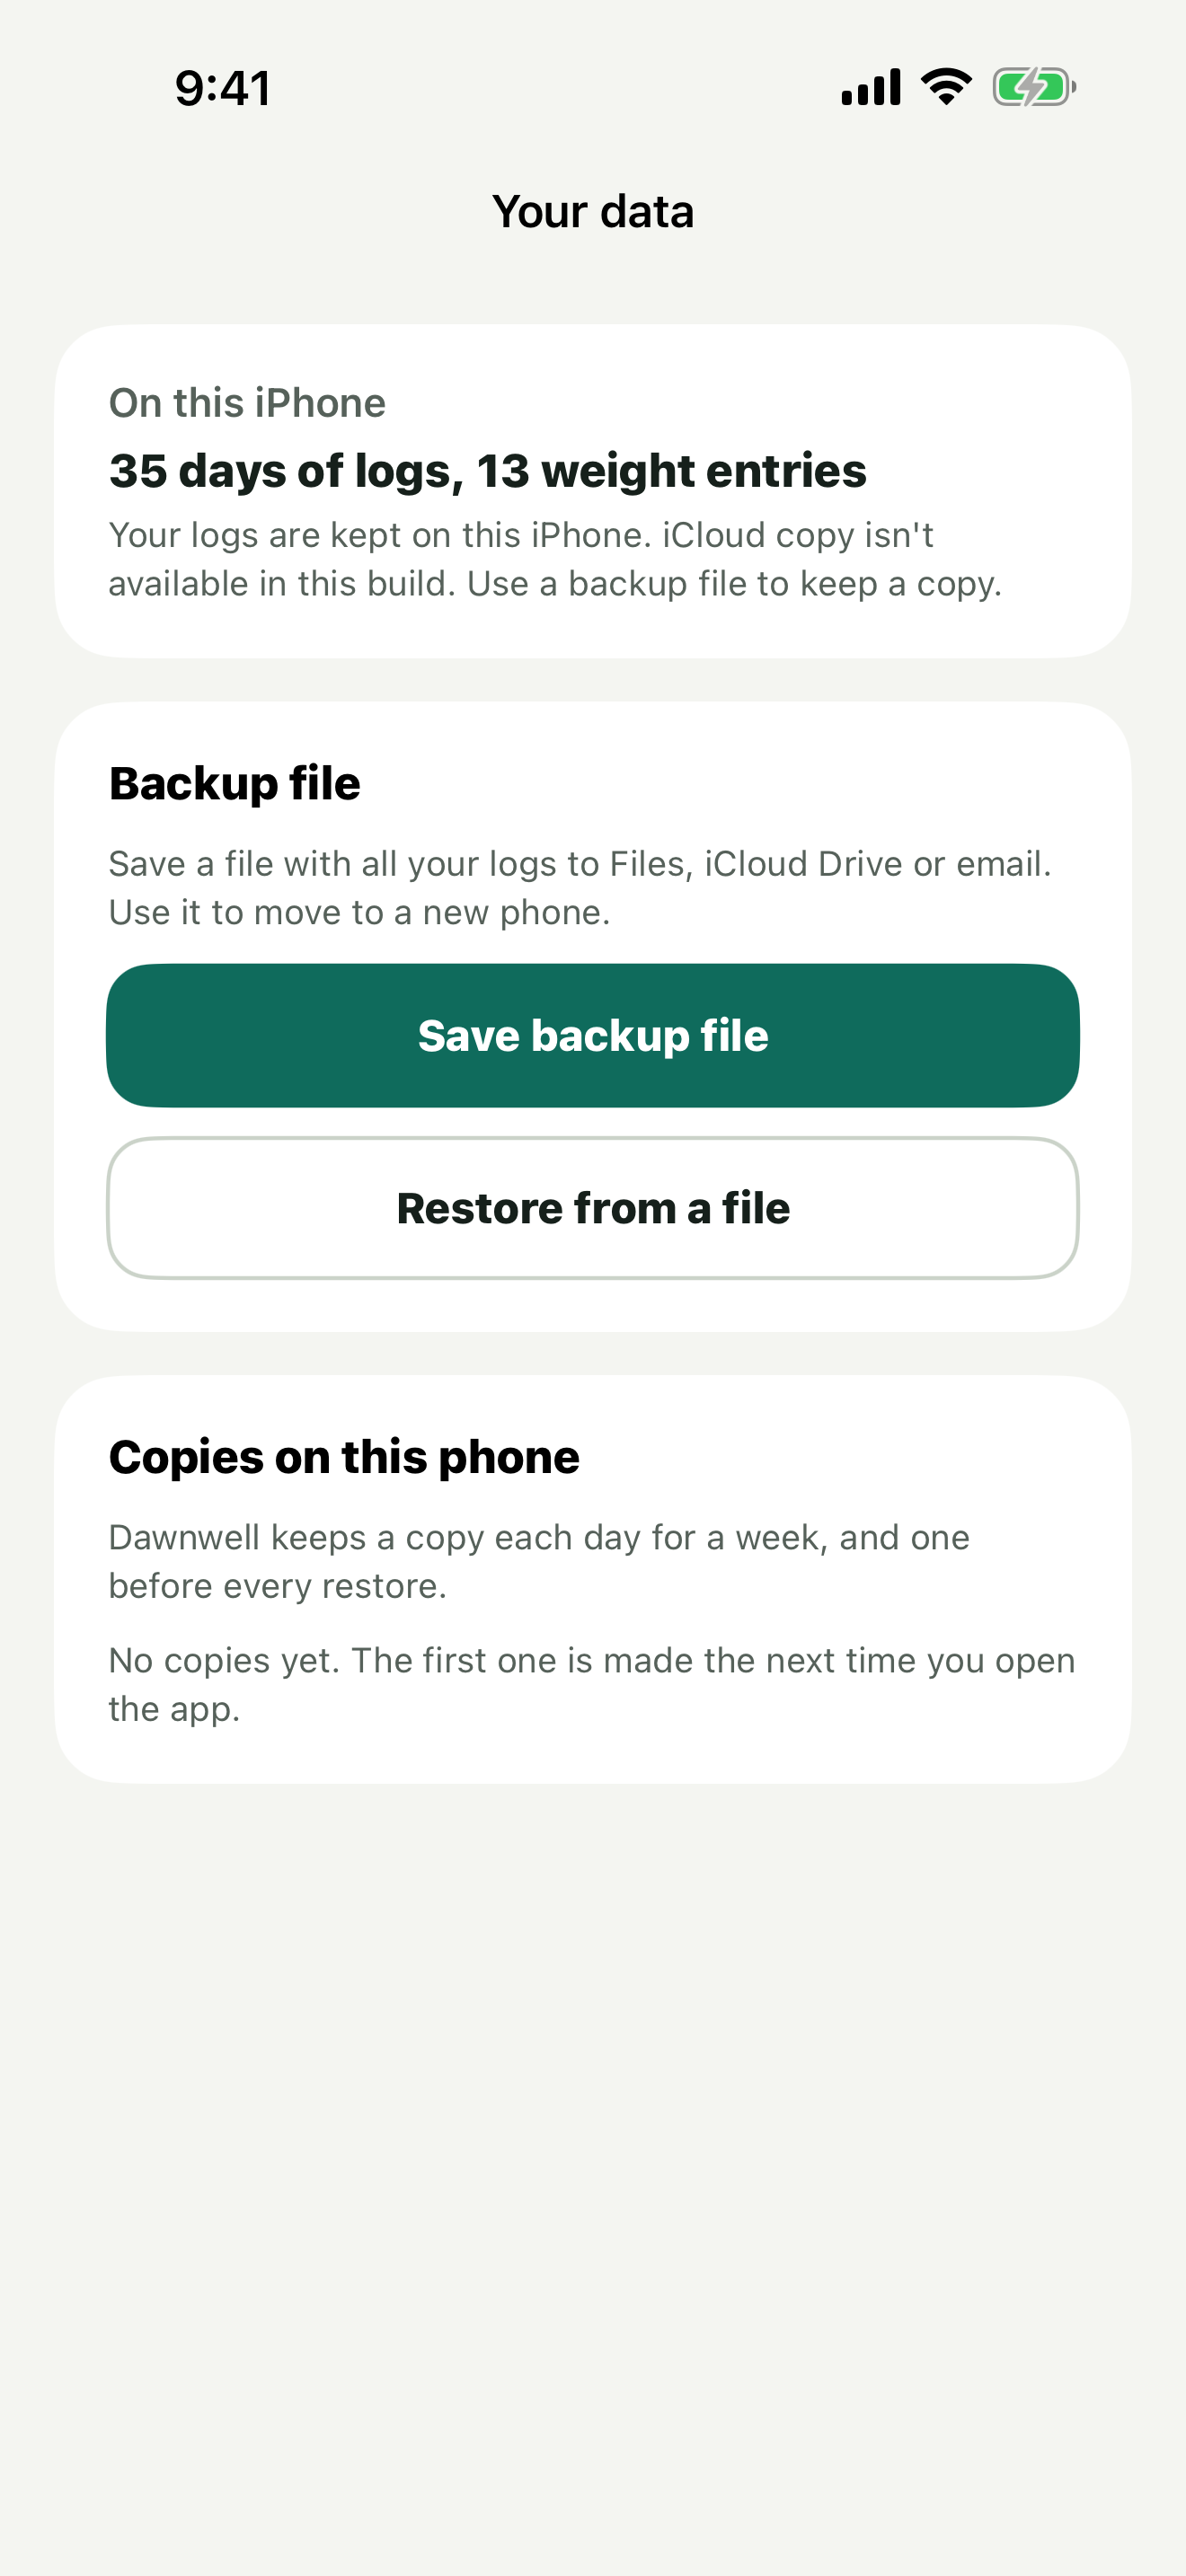 9:41
Your data
On this iPhone
35 days of logs, 13 weight entries
Your logs are kept on this iPhone. iCloud copy isn't
available in this build. Use a backup file to keep a copy.
Backup file
Save a file with all your logs to Files, iCloud Drive or email.
Use it to move to a new phone.
Save backup file
Restore from a file
Copies on this phone
Dawnwell keeps a copy each day for a week, and one
before every restore.
No copies yet. The first one is made the next time you open
the app.